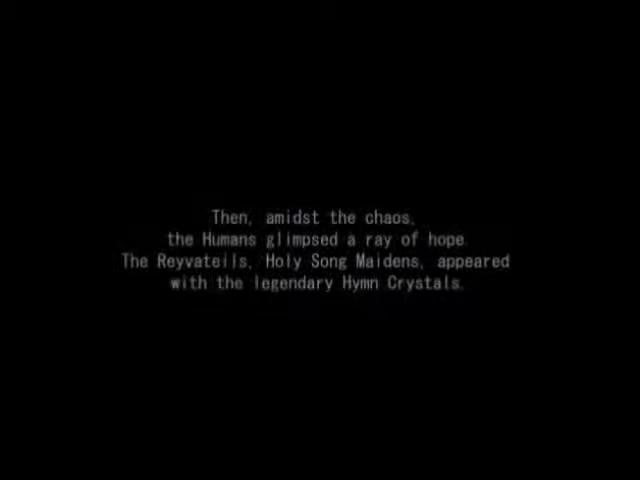 Then, amidst the chaos,
the Humans glimpsed a ray of hope.
The Reyvateils, Holy Song Maidens, appeared
with the legendary Hymn Crystals.